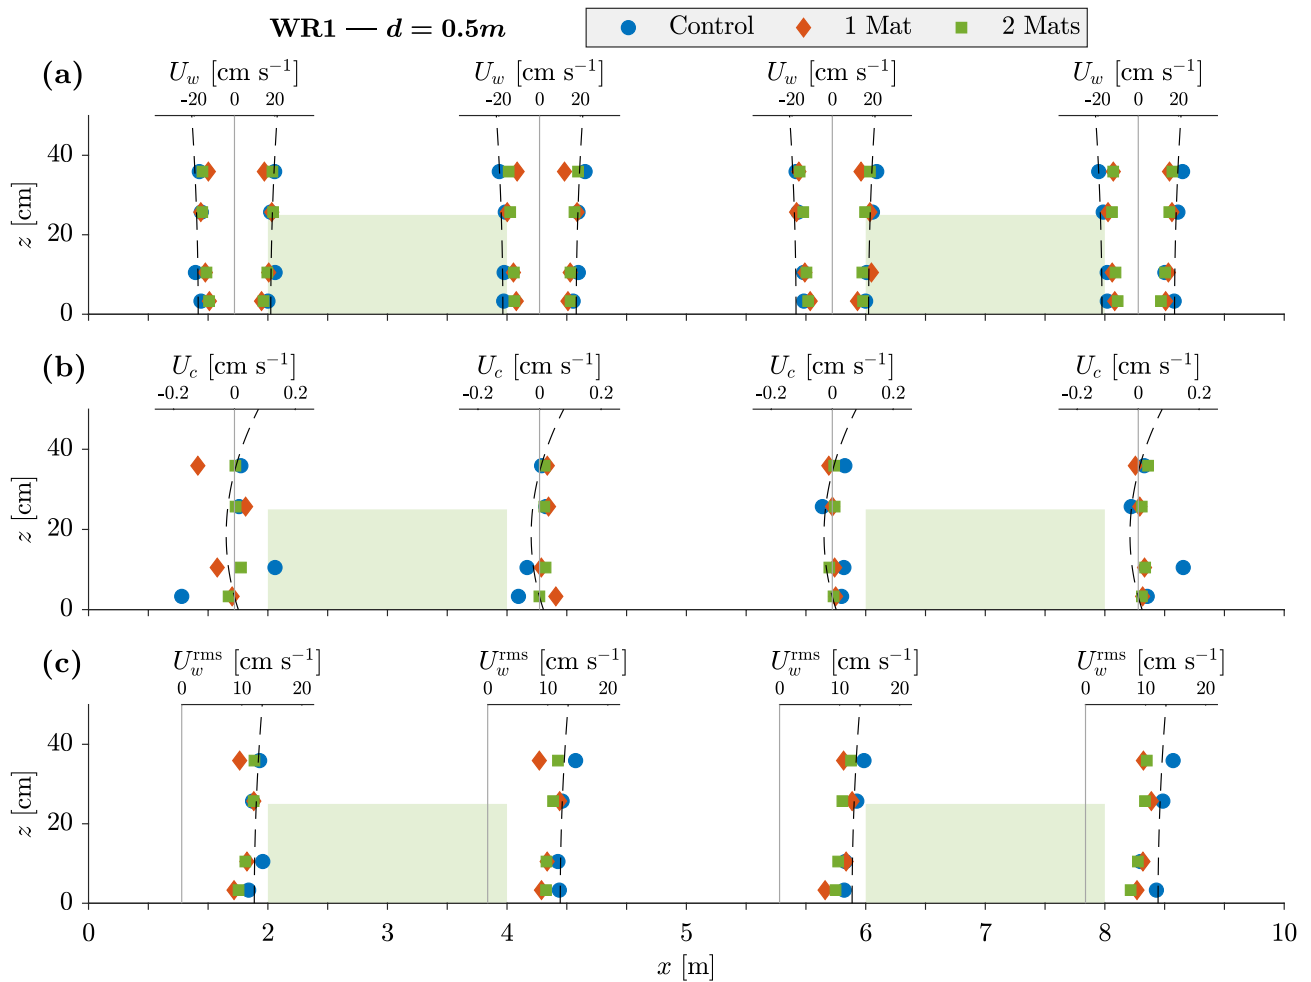 WR1 — d = 0.5m
Control 1 Mat 2 Mats
(a)
U_w [cm s⁻¹] U_w [cm s⁻¹] U_w [cm s⁻¹] U_w [cm s⁻¹]
-20 0 20 -20 0 20 -20 0 20 -20 0 20
40
20
0
z [cm]
(b)
U_c [cm s⁻¹] U_c [cm s⁻¹] U_c [cm s⁻¹] U_c [cm s⁻¹]
-0.2 0 0.2 -0.2 0 0.2 -0.2 0 0.2 -0.2 0 0.2
40
20
0
z [cm]
(c)
U_w^rms [cm s⁻¹] U_w^rms [cm s⁻¹] U_w^rms [cm s⁻¹] U_w^rms [cm s⁻¹]
0 10 20 0 10 20 0 10 20 0 10 20
40
20
0
z [cm]
0 2 3 4 5 6 7 8 10
x [m]